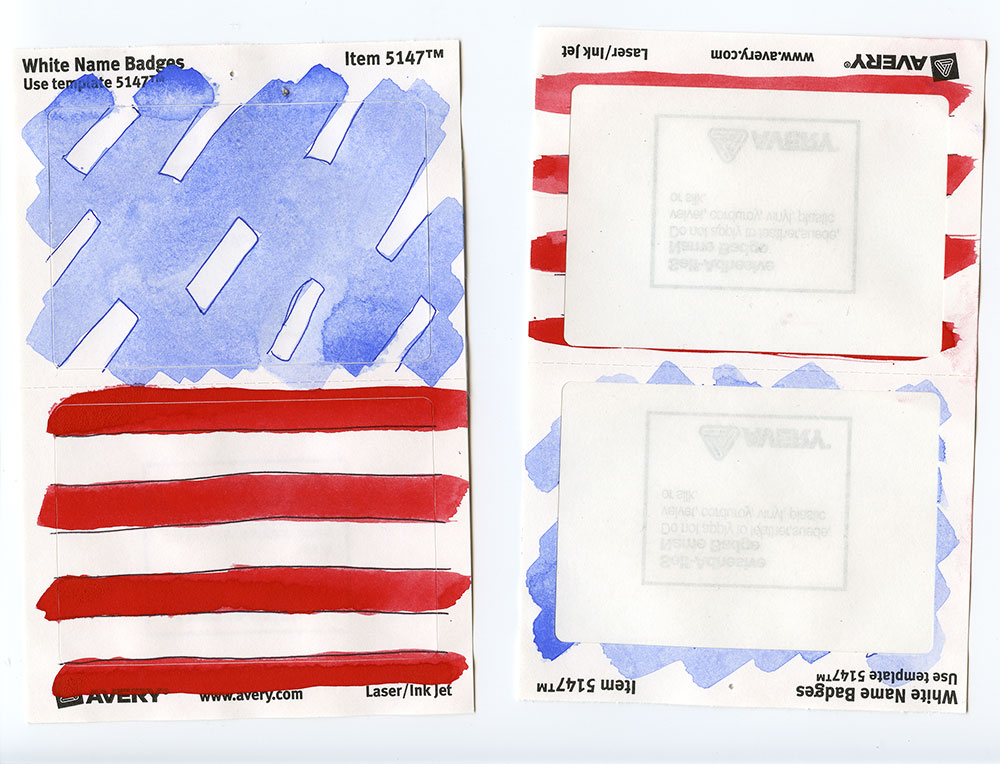 White Name Badges
Item 5147™
Use template 5147™
AVERY
www.avery.com
Laser/Ink Jet
AVERY®
www.avery.com
Laser/Ink Jet
AVERY
or silk.
velvet, corduroy, vinyl, plastic
Do not apply to leather, suede,
Name Badge
Self-Adhesive
AVERY
or silk.
velvet, corduroy, vinyl, plastic
Do not apply to leather, suede,
Name Badge
Self-Adhesive
White Name Badges
Item 5147™
Use template 5147™